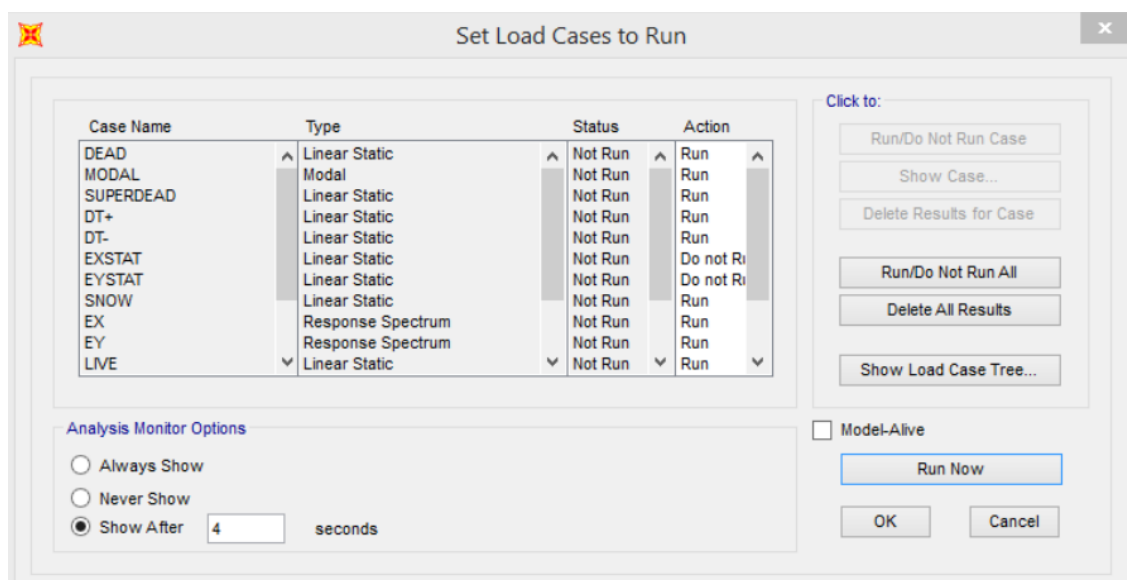 Set Load Cases to Run
Click to:
Case Name Type Status Action
DEAD Linear Static Not Run Run
MODAL Modal Not Run Run
SUPERDEAD Linear Static Not Run Run
DT+ Linear Static Not Run Run
DT- Linear Static Not Run Run
EXSTAT Linear Static Not Run Do not Ru
EYSTAT Linear Static Not Run Do not Ru
SNOW Linear Static Not Run Run
EX Response Spectrum Not Run Run
EY Response Spectrum Not Run Run
LIVE Linear Static Not Run Run
Run/Do Not Run Case
Show Case...
Delete Results for Case
Run/Do Not Run All
Delete All Results
Show Load Case Tree...
Analysis Monitor Options
Always Show
Never Show
Show After 4 seconds
Model-Alive
Run Now
OK Cancel